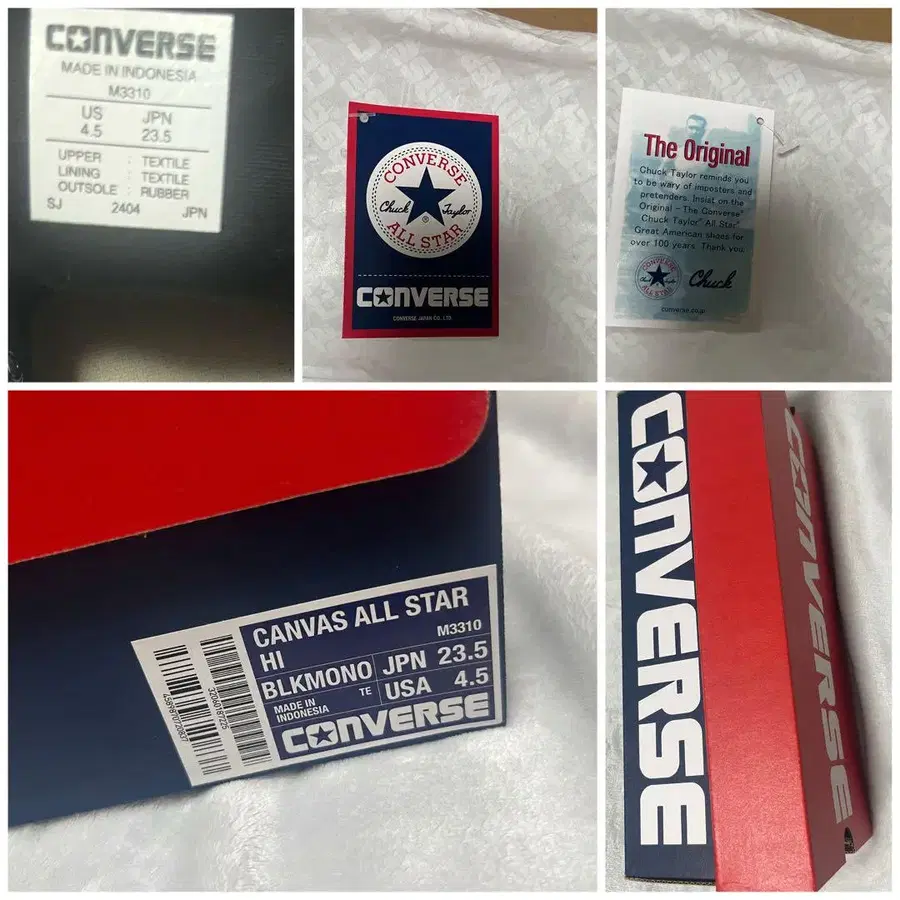 CONVERSE
MADE IN INDONESIA
M3310
US JPN
4.5 23.5
UPPER : TEXTILE
LINING : TEXTILE
OUTSOLE : RUBBER
SJ 2404 JPN
CONVERSE
Chuck Taylor
®
ALL STAR
CONVERSE
CONVERSE JAPAN CO., LTD.
The Original
Chuck Taylor reminds you
to be wary of imposters and
pretenders. Insist on the
Original - The Converse®
Chuck Taylor® All Star®
Great American shoes for
over 100 years. Thank you.
CONVERSE
ALL STAR
Chuck
converse.co.jp
CANVAS ALL STAR
HI M3310
BLKMONO JPN 23.5
TE USA 4.5
MADE IN
INDONESIA
CONVERSE
CONVERSE
CONVERSE